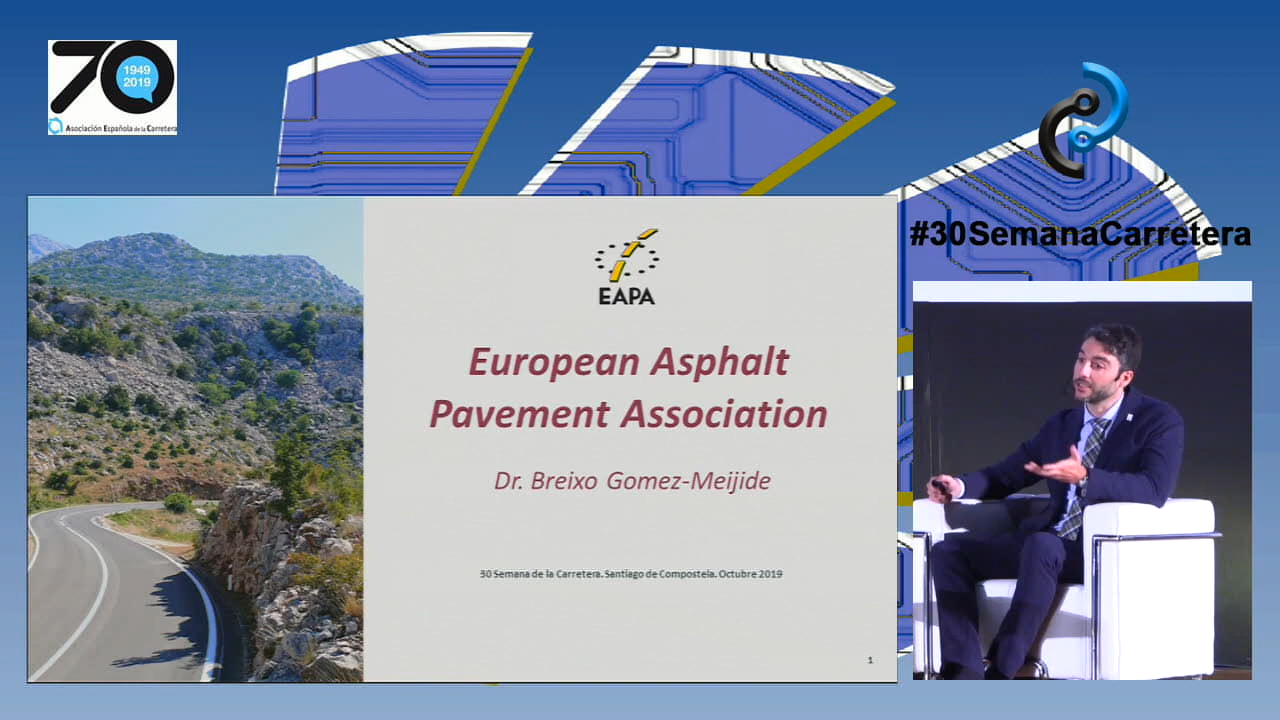 70
1949
2019
Asociación Española de la Carretera
#30SemanaCarretera
EAPA
European Asphalt
Pavement Association
Dr. Breixo Gomez-Meijide
30 Semana de la Carretera. Santiago de Compostela. Octubre 2019
1